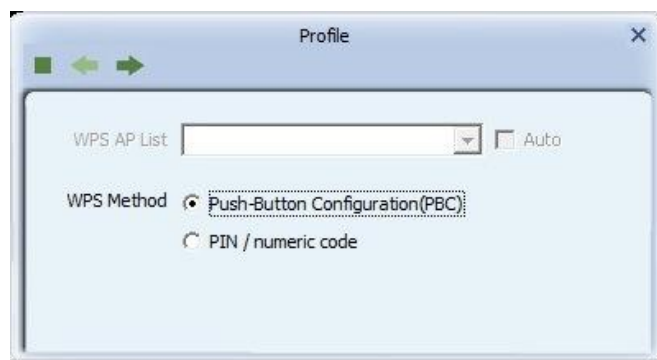 Profile
WPS AP List Auto
WPS Method Push-Button Configuration(PBC)
PIN / numeric code